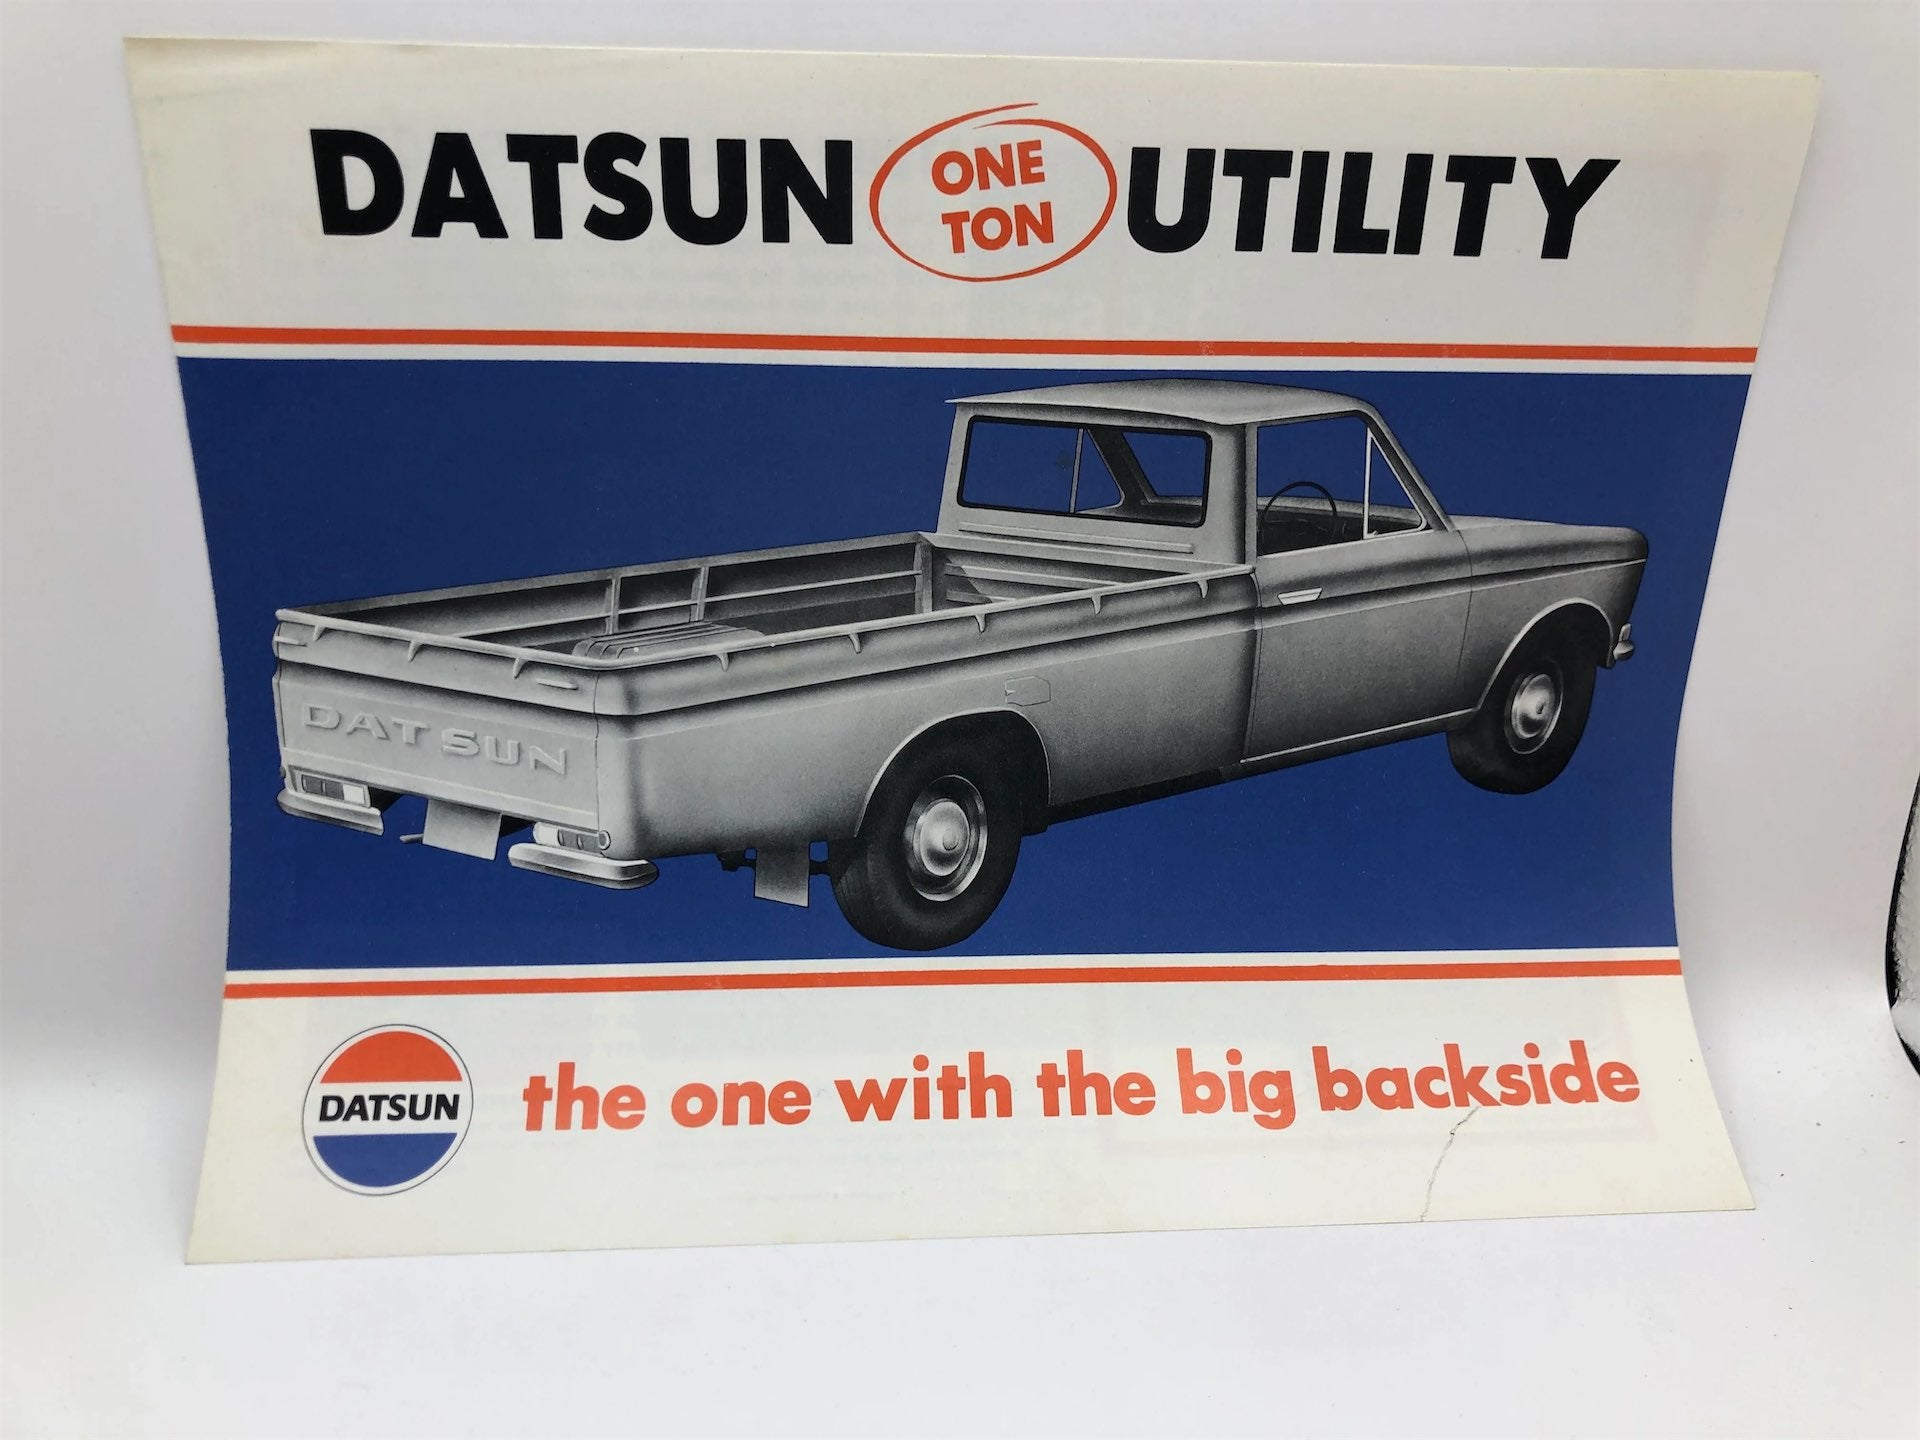 DATSUN ONE TON UTILITY
DATSUN
DATSUN
the one with the big backside